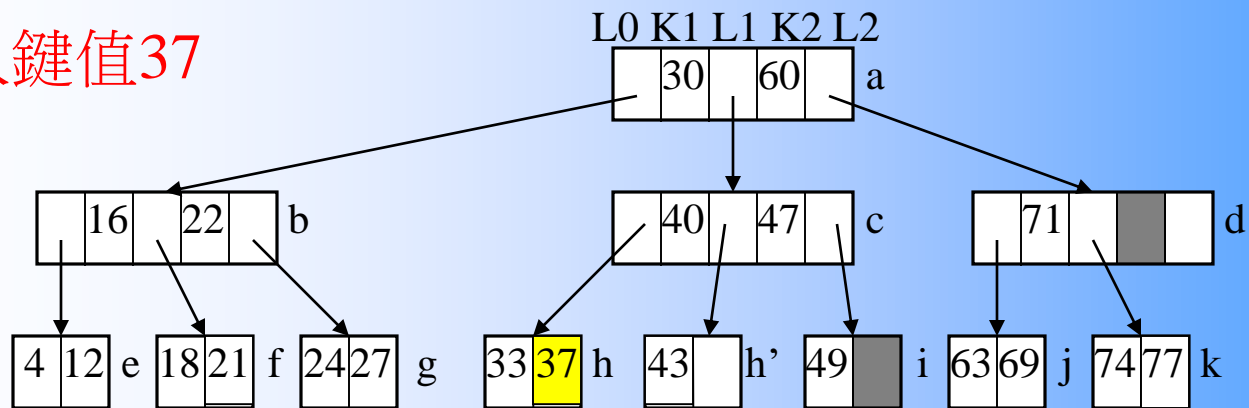 L0 K1 L1 K2 L2
鍵值37
30 60 a
16 22 b 40 47 c 71 d
4 12 e 18 21 f 24 27 g 33 37 h 43 h’ 49 i 63 69 j 74 77 k